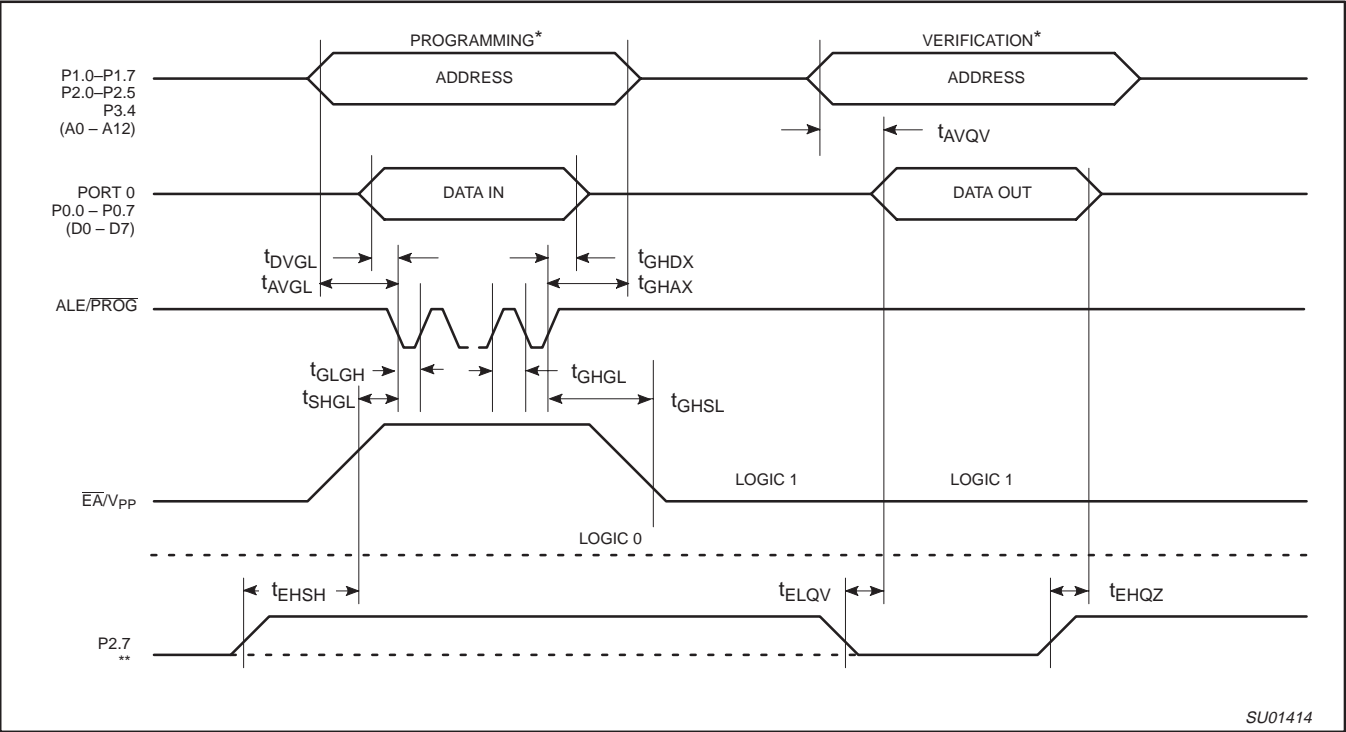 PROGRAMMING*
VERIFICATION*
P1.0–P1.7
P2.0–P2.5
P3.4
(A0 – A12)
ADDRESS
ADDRESS
tAVQV
PORT 0
P0.0 – P0.7
(D0 – D7)
DATA IN
DATA OUT
tDVGL
tGHDX
tAVGL
tGHAX
ALE/PROG
tGLGH
tGHGL
tSHGL
tGHSL
LOGIC 1
LOGIC 1
EA/VPP
LOGIC 0
tEHSH
tELQV
tEHQZ
P2.7
**
SU01414